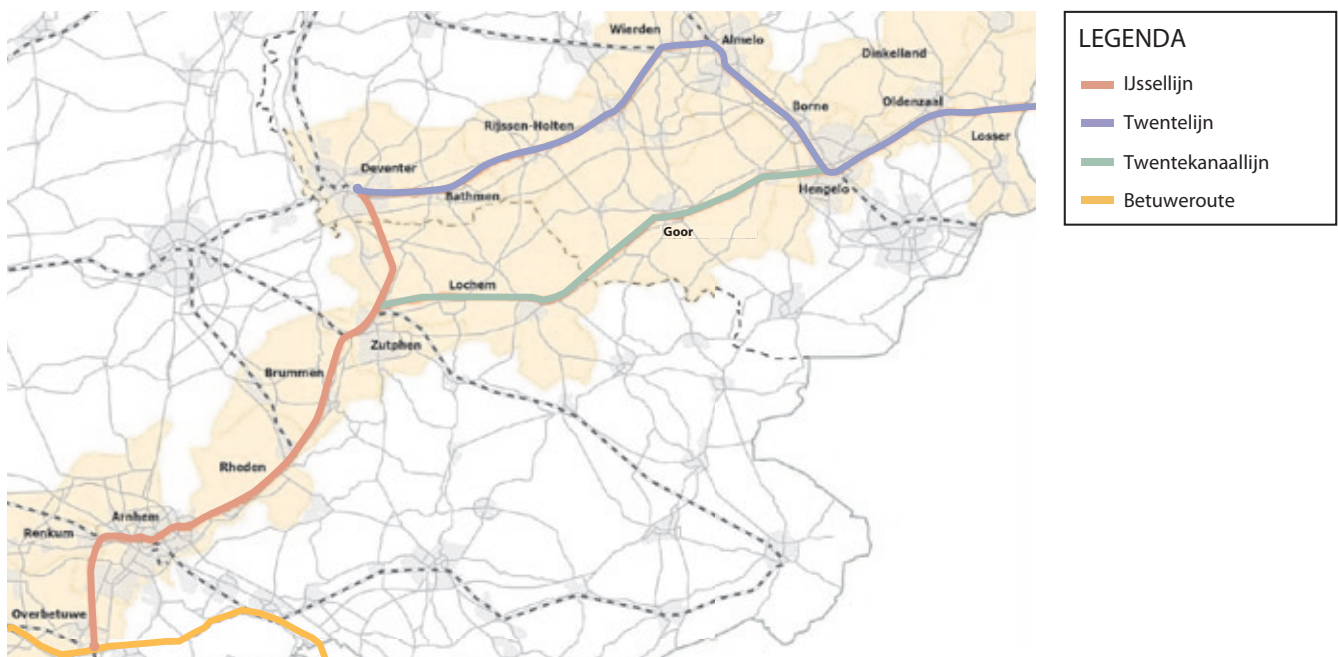 Wierden
Almelo
Dinkelland
Borne
Oldenzaal
Rijssen-Holten
Losser
Deventer
Bathmen
Hengelo
Goor
Lochem
Zutphen
Brummen
Rheden
Arnhem
Renkum
Overbetuwe
LEGENDA
IJssellijn
Twentelijn
Twentekanaallijn
Betuweroute